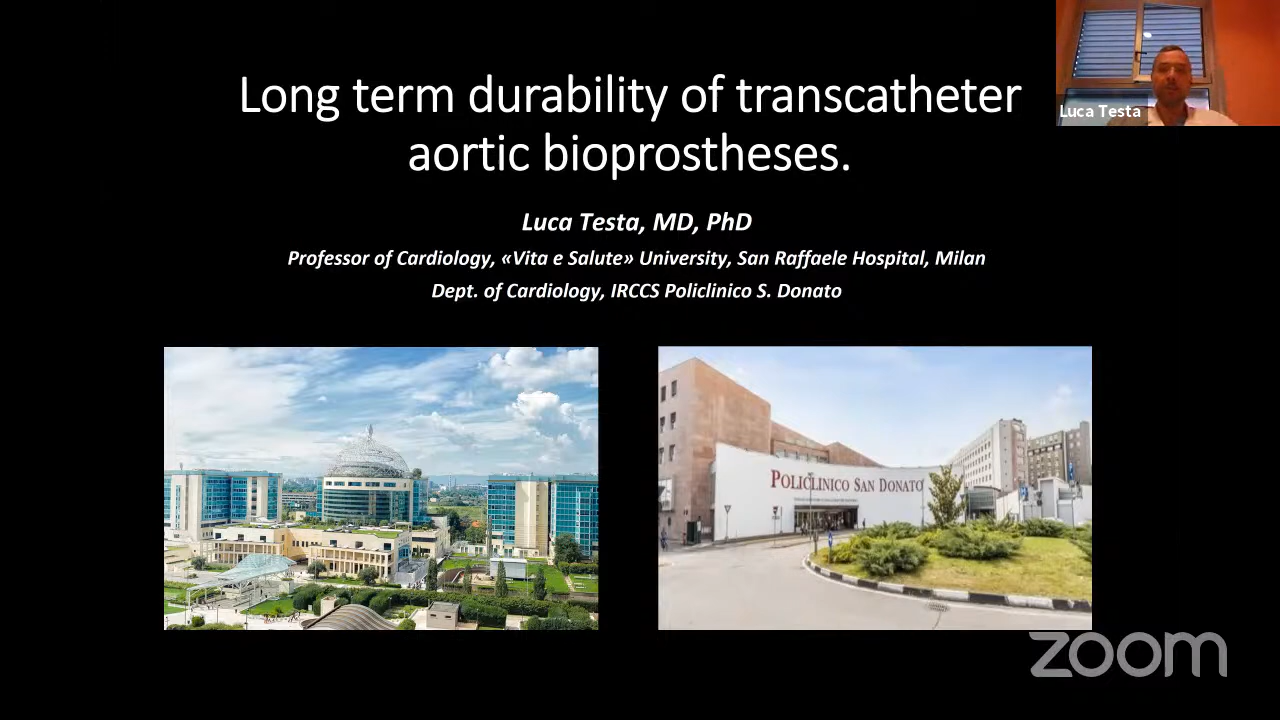 Long term durability of transcatheter
aortic bioprostheses.
Luca Testa
Luca Testa, MD, PhD
Professor of Cardiology, «Vita e Salute» University, San Raffaele Hospital, Milan
Dept. of Cardiology, IRCCS Policlinico S. Donato
POLICLINICO SAN DONATO
zoom